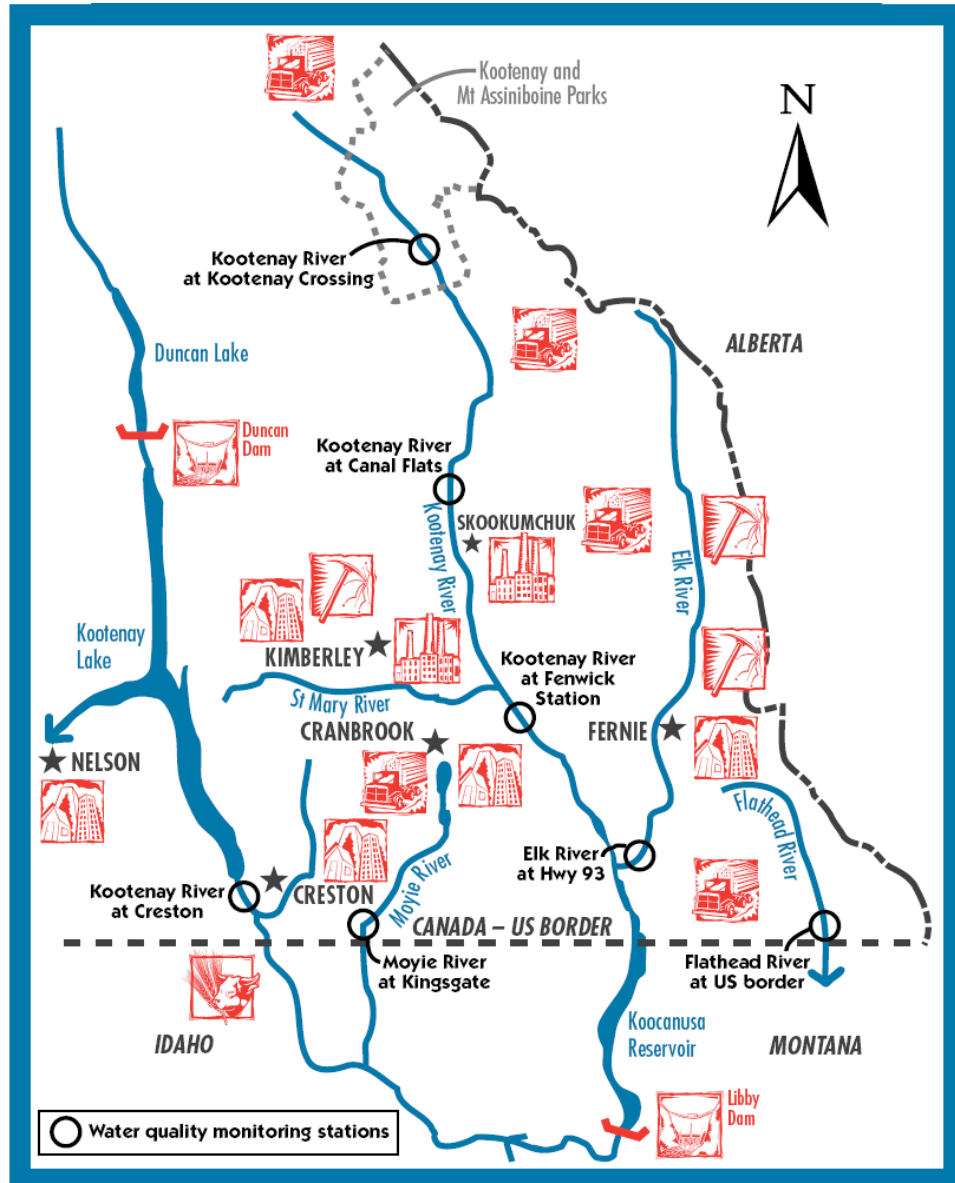 Kootenay and
Mt Assiniboine Parks
N
Kootenay River
at Kootenay Crossing
ALBERTA
Duncan Lake
Duncan
Dam
Kootenay River
at Canal Flats
SKOOKUMCHUK
Kootenay River
Elk River
Kootenay
Lake
KIMBERLEY
St Mary River
Kootenay River
at Fenwick
Station
CRANBROOK
FERNIE
NELSON
Flathead River
Moyie River
Elk River
at Hwy 93
Kootenay River
at Creston
CRESTON
CANADA – US BORDER
Moyie River
at Kingsgate
Flathead River
at US border
IDAHO
Koocanusa
Reservoir
MONTANA
Libby
Dam
Water quality monitoring stations